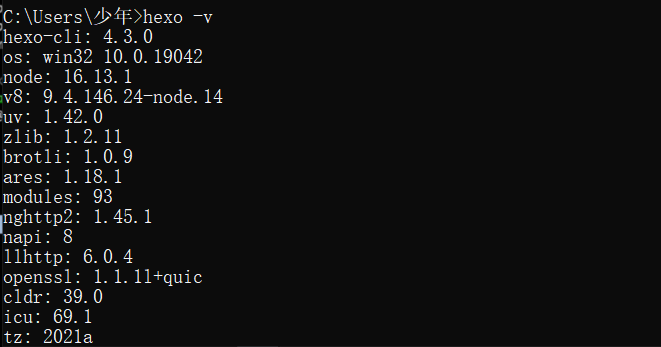 C:\Users\少年>hexo -v
hexo-cli: 4.3.0
os: win32 10.0.19042
node: 16.13.1
v8: 9.4.146.24-node.14
uv: 1.42.0
zlib: 1.2.11
brotli: 1.0.9
ares: 1.18.1
modules: 93
nghttp2: 1.45.1
napi: 8
llhttp: 6.0.4
openssl: 1.1.1l+quic
cldr: 39.0
icu: 69.1
tz: 2021a